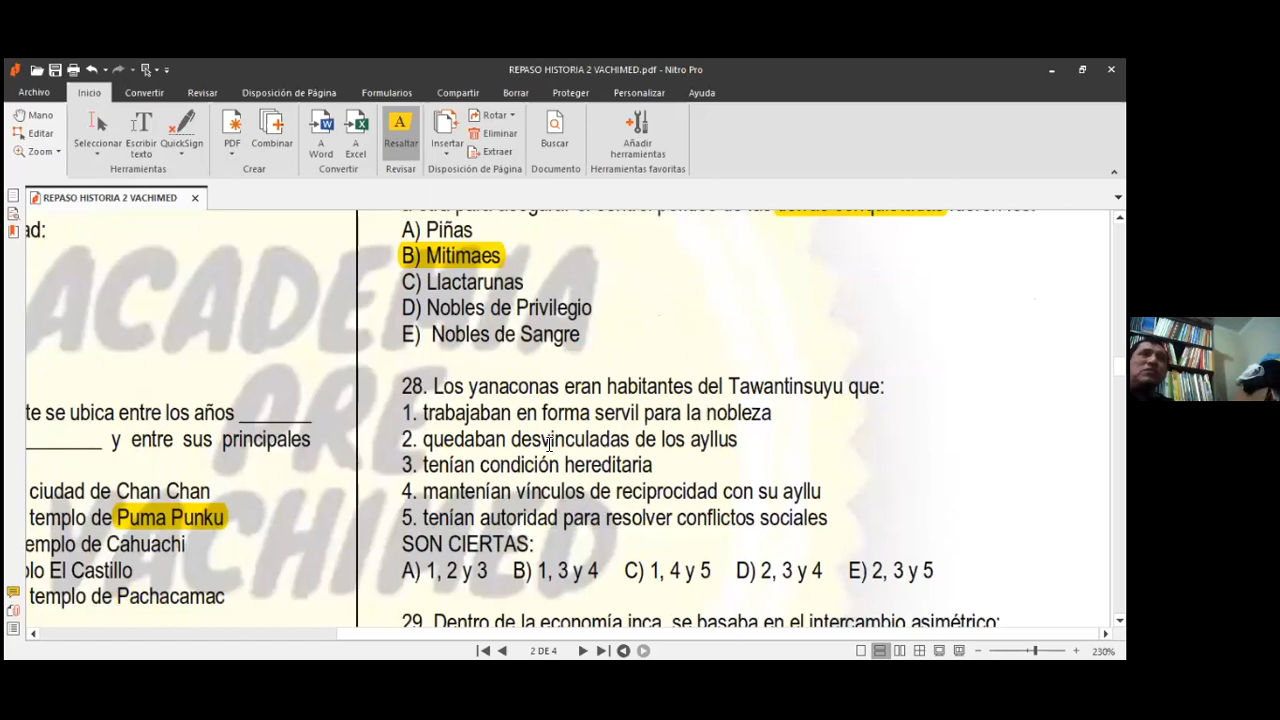 REPASO HISTORIA 2 VACHIMED.pdf - Nitro Pro
Archivo Inicio Convertir Revisar Disposición de Página Formularios Compartir Borrar Proteger Personalizar Ayuda
Mano
Editar
Zoom
Seleccionar
Escribir texto
QuickSign
Herramientas
PDF
Combinar
Crear
A Word
A Excel
Convertir
Resaltar
Revisar
Insertar
Rotar
Eliminar
Extraer
Disposición de Página
Buscar
Documento
Añadir herramientas
Herramientas favoritas
REPASO HISTORIA 2 VACHIMED
ad:
te se ubica entre los años ________
________ y entre sus principales
ciudad de Chan Chan
templo de Puma Punku
emplo de Cahuachi
olo El Castillo
templo de Pachacamac
ACADEMIA
ARE
VACHIMED
A) Piñas
B) Mitimaes
C) Llactarunas
D) Nobles de Privilegio
E) Nobles de Sangre
28. Los yanaconas eran habitantes del Tawantinsuyu que:
1. trabajaban en forma servil para la nobleza
2. quedaban desvinculadas de los ayllus
3. tenían condición hereditaria
4. mantenían vínculos de reciprocidad con su ayllu
5. tenían autoridad para resolver conflictos sociales
SON CIERTAS:
A) 1, 2 y 3 B) 1, 3 y 4 C) 1, 4 y 5 D) 2, 3 y 4 E) 2, 3 y 5
29. Dentro de la economía inca, se basaba en el intercambio asimétrico:
2 DE 4
230%